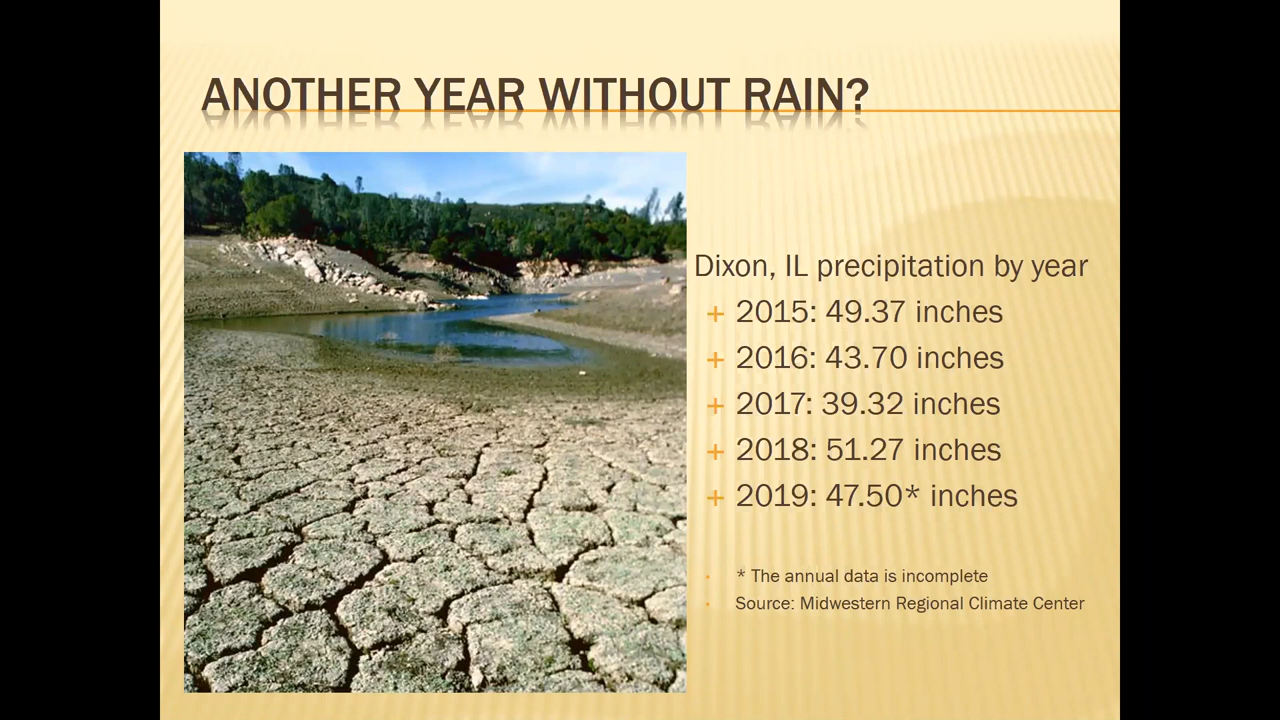 ANOTHER YEAR WITHOUT RAIN?
Dixon, IL precipitation by year
+ 2015: 49.37 inches
+ 2016: 43.70 inches
+ 2017: 39.32 inches
+ 2018: 51.27 inches
+ 2019: 47.50* inches
* The annual data is incomplete
Source: Midwestern Regional Climate Center